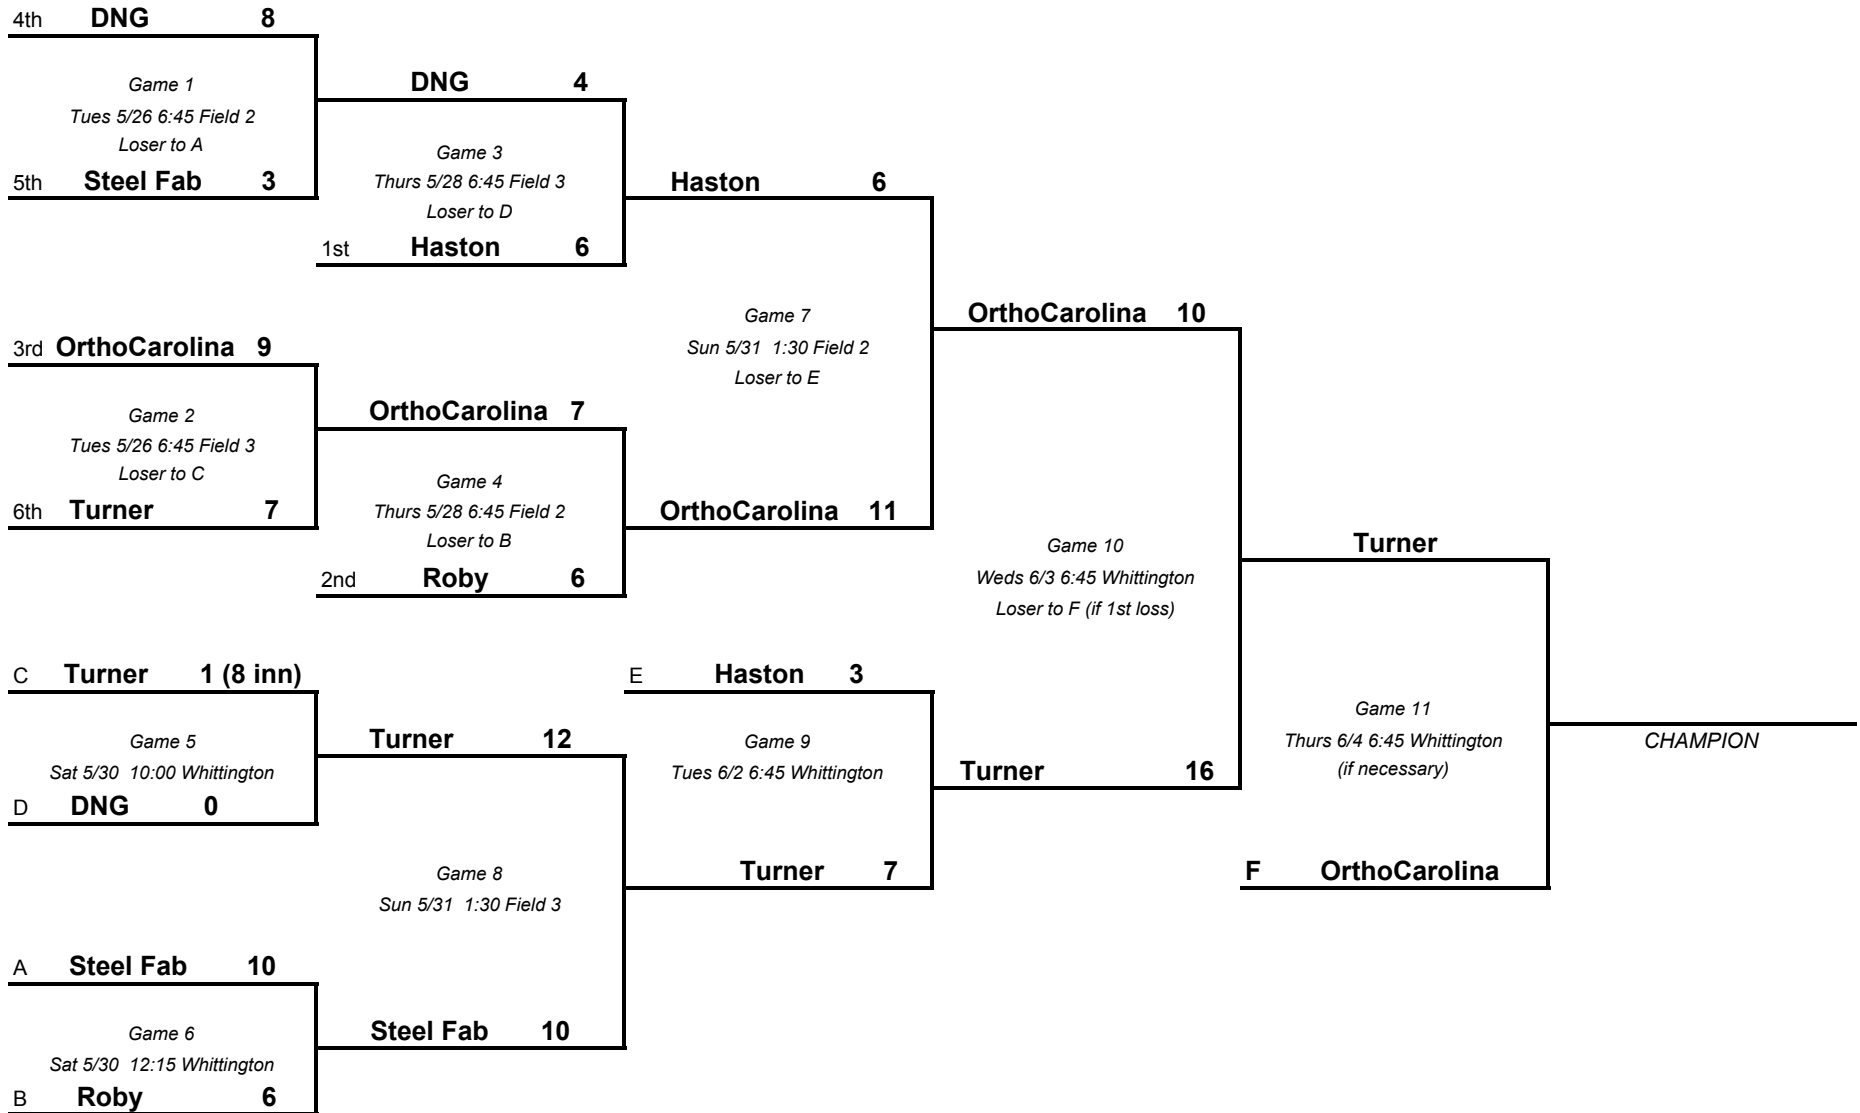 4th DNG 8
Game 1
Tues 5/26 6:45 Field 2
Loser to A
5th Steel Fab 3
DNG 4
Game 3
Thurs 5/28 6:45 Field 3
Loser to D
1st Haston 6
3rd OrthoCarolina 9
Game 2
Tues 5/26 6:45 Field 3
Loser to C
6th Turner 7
OrthoCarolina 7
Game 4
Thurs 5/28 6:45 Field 2
Loser to B
2nd Roby 6
Haston 6
Game 7
Sun 5/31 1:30 Field 2
Loser to E
OrthoCarolina 11
C Turner 1 (8 inn)
Game 5
Sat 5/30 10:00 Whittington
D DNG 0
Turner 12
Game 8
Sun 5/31 1:30 Field 3
Steel Fab 10
A Steel Fab 10
Game 6
Sat 5/30 12:15 Whittington
B Roby 6
E Haston 3
Game 9
Tues 6/2 6:45 Whittington
Turner 7
OrthoCarolina 10
Game 10
Weds 6/3 6:45 Whittington
Loser to F (if 1st loss)
Turner 16
Turner
Game 11
Thurs 6/4 6:45 Whittington
(if necessary)
F OrthoCarolina
CHAMPION